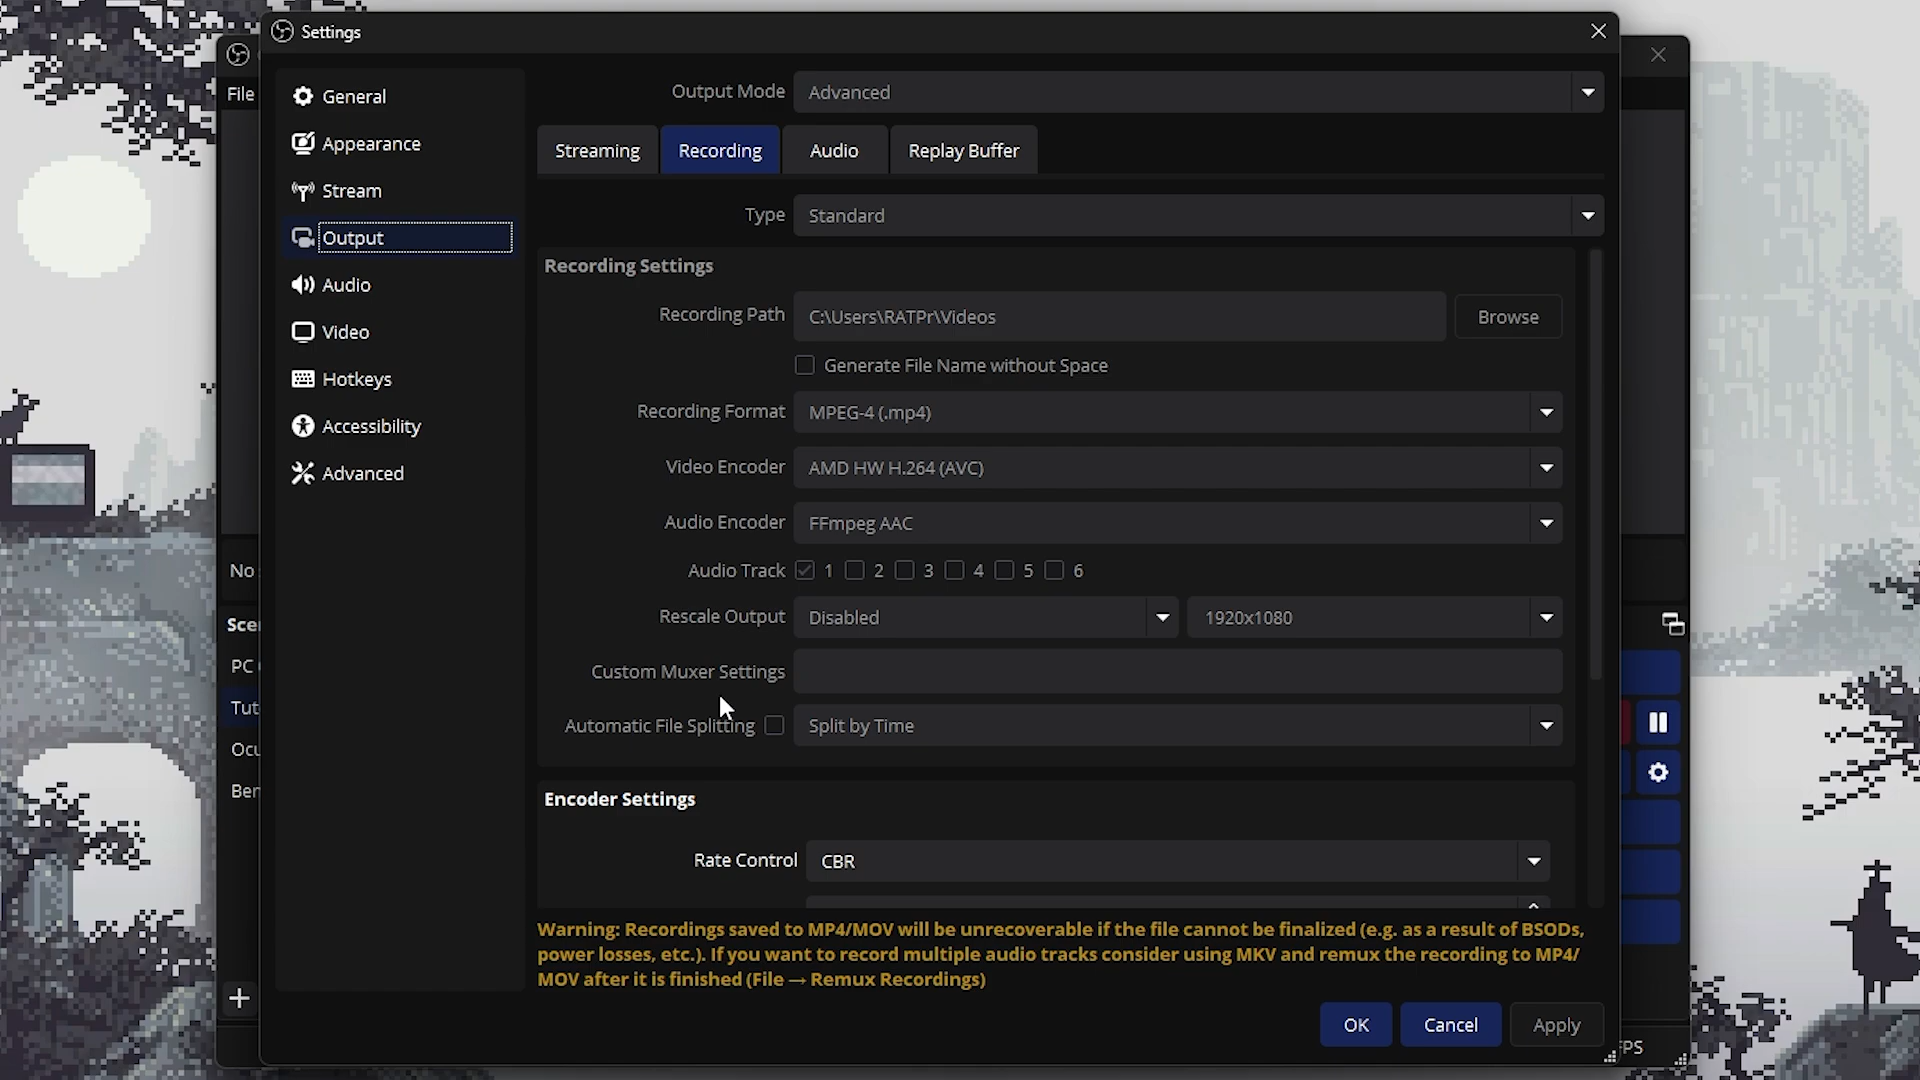 Settings
File
General
Appearance
Stream
Output
Audio
Video
Hotkeys
Accessibility
Advanced
Output Mode Advanced
Streaming Recording Audio Replay Buffer
Type Standard
Recording Settings
Recording Path C:\Users\RATPr\Videos Browse
Generate File Name without Space
Recording Format MPEG-4 (.mp4)
Video Encoder AMD HW H.264 (AVC)
Audio Encoder FFmpeg AAC
Audio Track 1 2 3 4 5 6
Rescale Output Disabled 1920x1080
Custom Muxer Settings
Automatic File Splitting Split by Time
Encoder Settings
Rate Control CBR
Warning: Recordings saved to MP4/MOV will be unrecoverable if the file cannot be finalized (e.g. as a result of BSODs,
power losses, etc.). If you want to record multiple audio tracks consider using MKV and remux the recording to MP4/
MOV after it is finished (File → Remux Recordings)
OK Cancel Apply
No
Sce
PC
Tut
Ocu
Ber
+